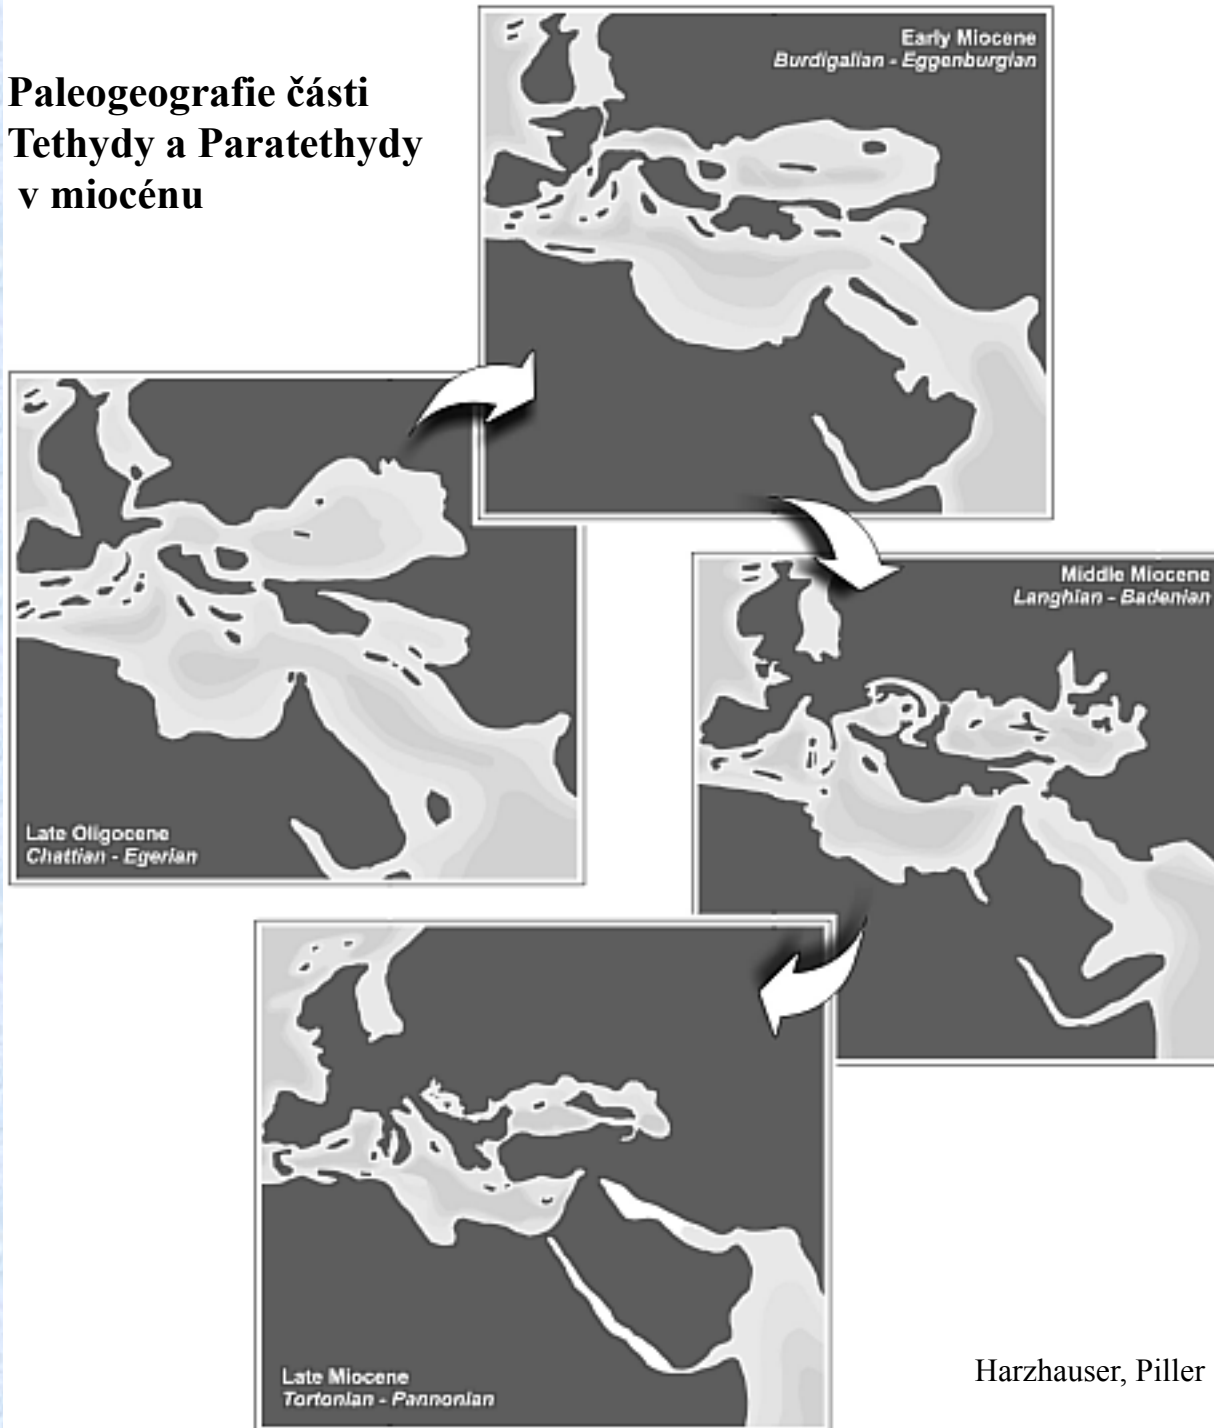 Paleogeografie části
Tethydy a Paratethydy
v miocénu
Early Miocene
Burdigalian - Eggenburgian
Late Oligocene
Chattian - Egerian
Middle Miocene
Langhian - Badenian
Late Miocene
Tortonian - Pannonian
Harzhauser, Piller